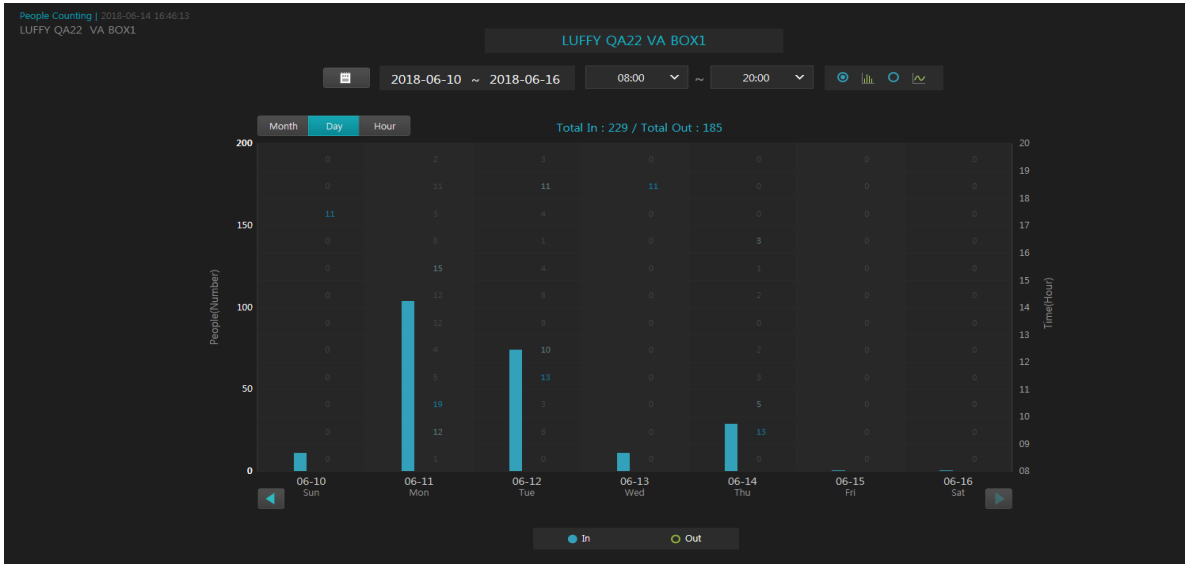 People Counting | 2018-06-14 16:46:13
LUFFY QA22 VA BOX1
LUFFY QA22 VA BOX1
2018-06-10 ~ 2018-06-16 08:00 ~ 20:00
Month Day Hour
Total In : 229 / Total Out : 185
200 20
0 2 3 0 0 0 0
19
0 11 11 11 0 0 0
18
11 3 4 0 0 0 0
150 17
0 8 1 0 3 0 0
16
0 15 4 0 1 0 0
15
People(Number)
Time(Hour)
0 12 8 0 2 0 0
100 14
0 12 9 0 0 0 0
13
0 4 10 0 2 0 0
12
0 13 0 3 0 0
50 11
0 19 3 0 5 0 0
10
0 12 8 0 13 0 0
09
0 1 0 0 0 0 0
0 08
06-10 06-11 06-12 06-13 06-14 06-15 06-16
Sun Mon Tue Wed Thu Fri Sat
In Out